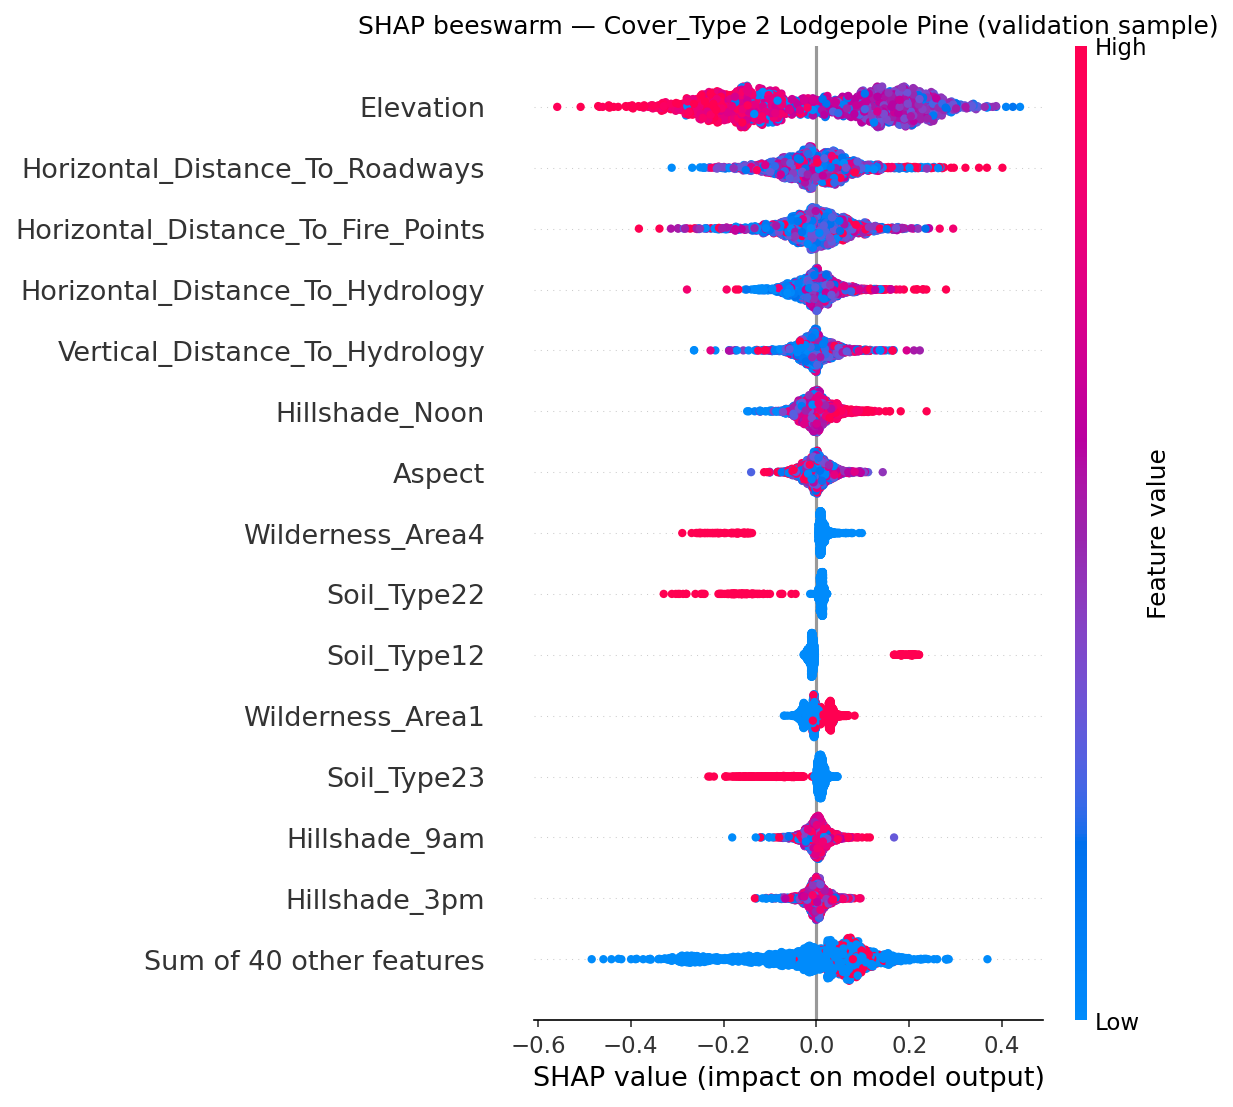 SHAP beeswarm — Cover_Type 2 Lodgepole Pine (validation sample)
High
Elevation
Horizontal_Distance_To_Roadways
Horizontal_Distance_To_Fire_Points
Horizontal_Distance_To_Hydrology
Vertical_Distance_To_Hydrology
Hillshade_Noon
Aspect
Wilderness_Area4
Soil_Type22
Soil_Type12
Wilderness_Area1
Soil_Type23
Hillshade_9am
Hillshade_3pm
Sum of 40 other features
Feature value
Low
−0.6 −0.4 −0.2 0.0 0.2 0.4
SHAP value (impact on model output)